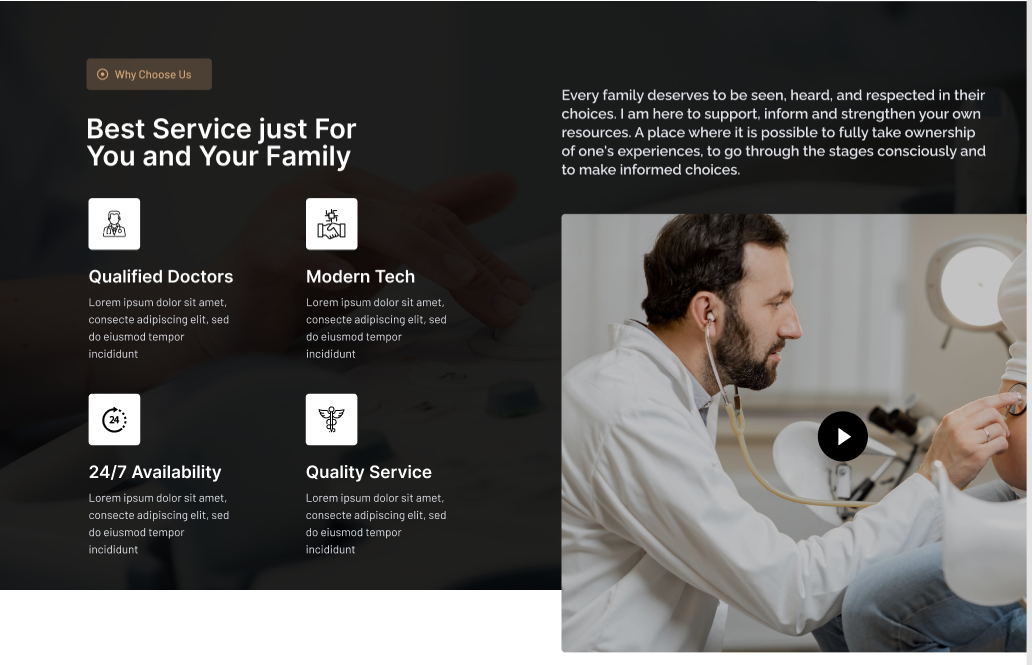 Why Choose Us
Best Service just For
You and Your Family
Every family deserves to be seen, heard, and respected in their
choices. I am here to support, inform and strengthen your own
resources. A place where it is possible to fully take ownership
of one's experiences, to go through the stages consciously and
to make informed choices.
Qualified Doctors
Lorem ipsum dolor sit amet,
consecte adipiscing elit, sed
do eiusmod tempor
incididunt
Modern Tech
Lorem ipsum dolor sit amet,
consecte adipiscing elit, sed
do eiusmod tempor
incididunt
24
24/7 Availability
Lorem ipsum dolor sit amet,
consecte adipiscing elit, sed
do eiusmod tempor
incididunt
Quality Service
Lorem ipsum dolor sit amet,
consecte adipiscing elit, sed
do eiusmod tempor
incididunt